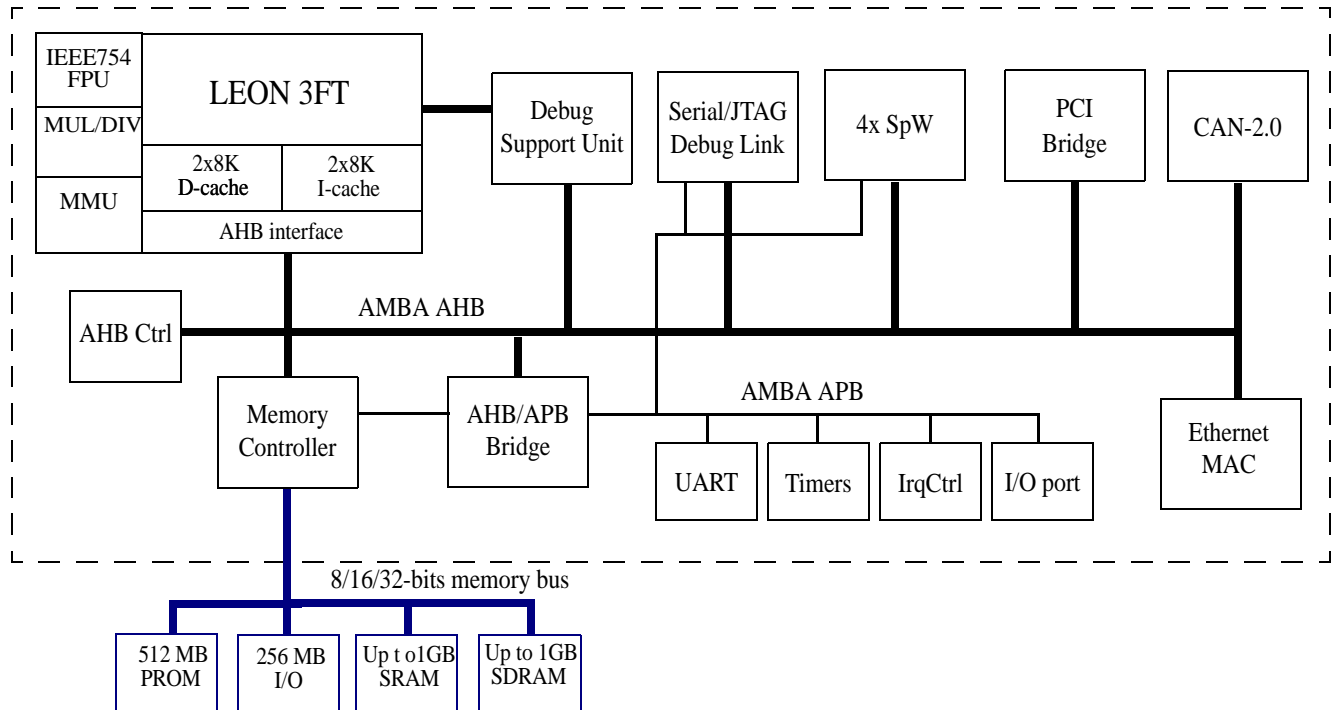 IEEE754
FPU
MUL/DIV
MMU
LEON 3FT
2x8K
D-cache
2x8K
I-cache
AHB interface
Debug
Support Unit
Serial/JTAG
Debug Link
4x SpW
PCI
Bridge
CAN-2.0
AMBA AHB
AHB Ctrl
Memory
Controller
AHB/APB
Bridge
AMBA APB
UART
Timers
IrqCtrl
I/O port
Ethernet
MAC
8/16/32-bits memory bus
512 MB
PROM
256 MB
I/O
Up t o1GB
SRAM
Up to 1GB
SDRAM